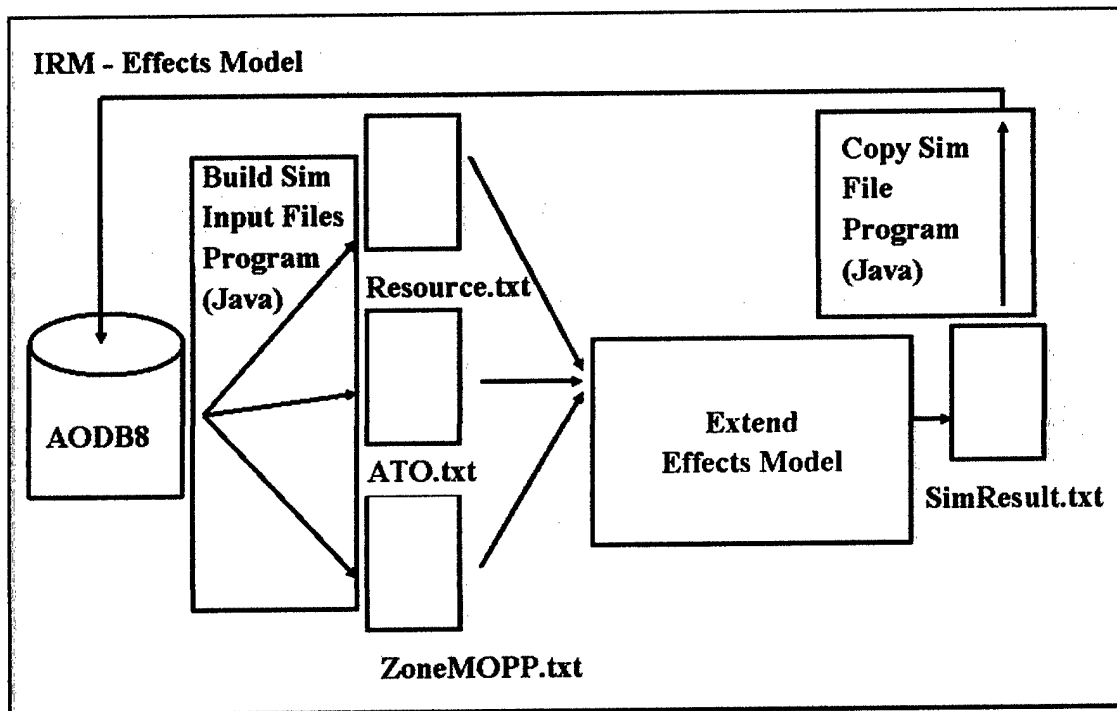 IRM - Effects Model
Build Sim
Input Files
Program
(Java)
Copy Sim
File
Program
(Java)
Resource.txt
AODB8
ATO.txt
Extend
Effects Model
SimResult.txt
ZoneMOPP.txt